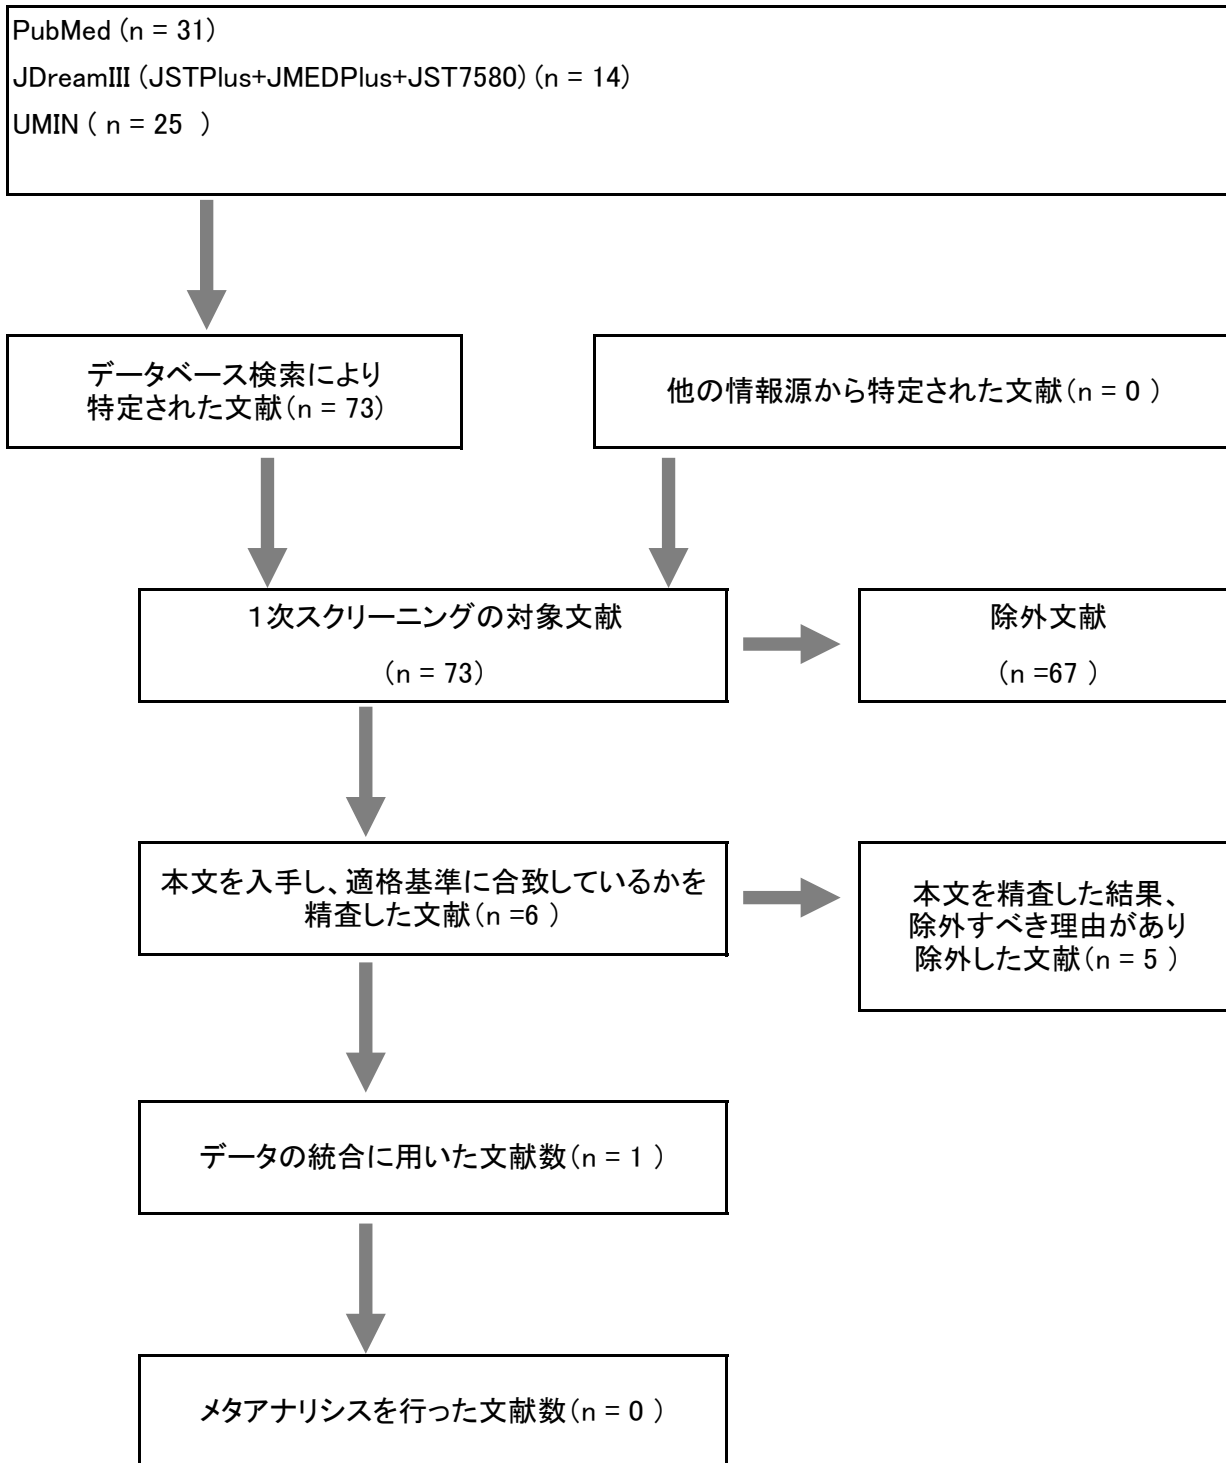 PubMed (n = 31)
JDreamIII (JSTPlus+JMEDPlus+JST7580) (n = 14)
UMIN ( n = 25 )
データベース検索により
特定された文献(n = 73)
他の情報源から特定された文献(n = 0 )
1次スクリーニングの対象文献
(n = 73)
除外文献
(n =67 )
本文を入手し、適格基準に合致しているかを
精査した文献(n =6 )
本文を精査した結果、
除外すべき理由があり
除外した文献(n = 5 )
データの統合に用いた文献数(n = 1 )
メタアナリシスを行った文献数(n = 0 )